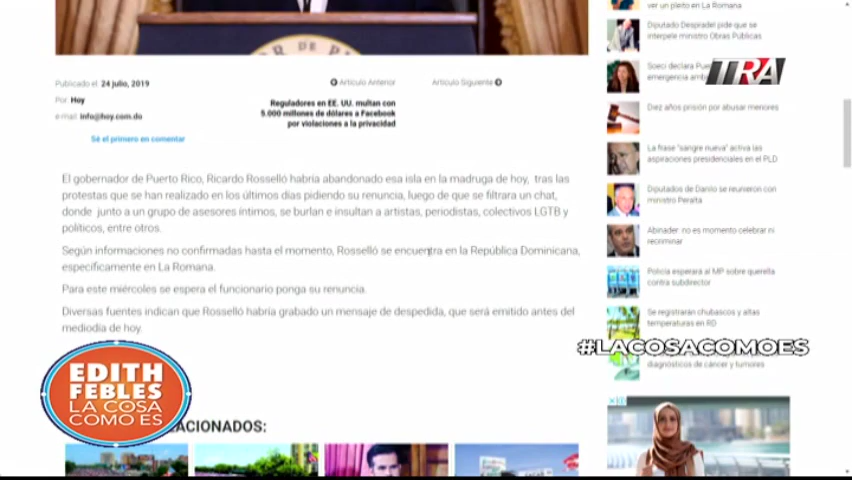 ver un pleito en La Romana
Diputado Despradel pide que se
interpele ministro Obras Públicas
Publicado el: 24 julio, 2019
Artículo Anterior
Artículo Siguiente
TRA
Por: Hoy
Reguladores en EE. UU. multan con
5.000 millones de dólares a Facebook
por violaciones a la privacidad
e-mail: info@hoy.com.do
Sé el primero en comentar
Diez años prisión por abusar menores
La frase "sangre nueva" activa las
aspiraciones presidenciales en el PLD
El gobernador de Puerto Rico, Ricardo Rosselló habría abandonado esa isla en la madruga de hoy, tras las
protestas que se han realizado en los últimos días pidiendo su renuncia, luego de que se filtrara un chat,
donde junto a un grupo de asesores íntimos, se burlan e insultan a artistas, periodistas, colectivos LGTB y
políticos, entre otros.
Según informaciones no confirmadas hasta el momento, Rosselló se encuentra en la República Dominicana,
específicamente en La Romana.
Para este miércoles se espera el funcionario ponga su renuncia.
Diversas fuentes indican que Rosselló habría grabado un mensaje de despedida, que será emitido antes del
mediodía de hoy.
Diputados de Danilo se reunieron con
ministro Peralta
Abinader: no es momento celebrar ni
recriminar
Policía esperará al MP sobre querella
contra subdirector
Se registrarán chubascos y altas
temperaturas en RD
#LACOSACOMOES
diagnósticos de cáncer y tumores
EDITH
FEBLES
LA COSA
COMO ES
ACIONADOS: